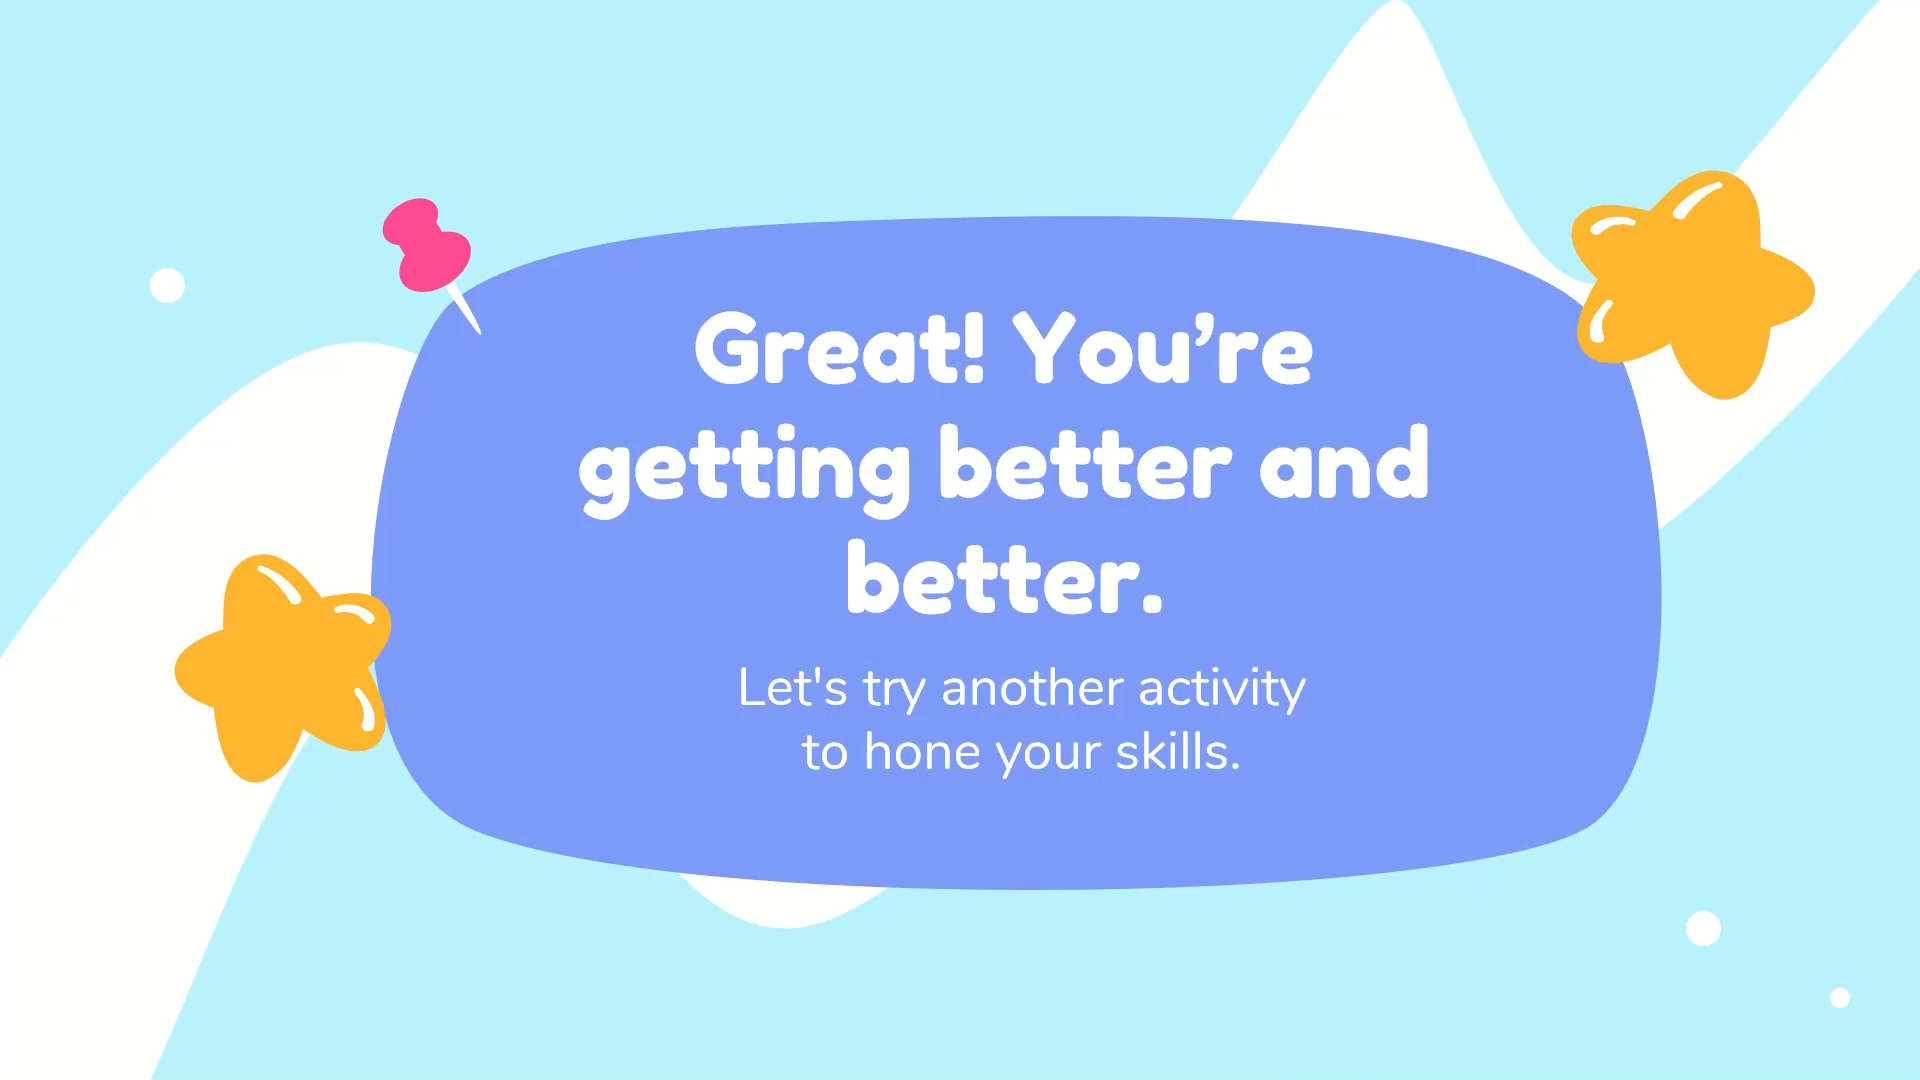 Great! You’re
getting better and
better.
Let's try another activity
to hone your skills.